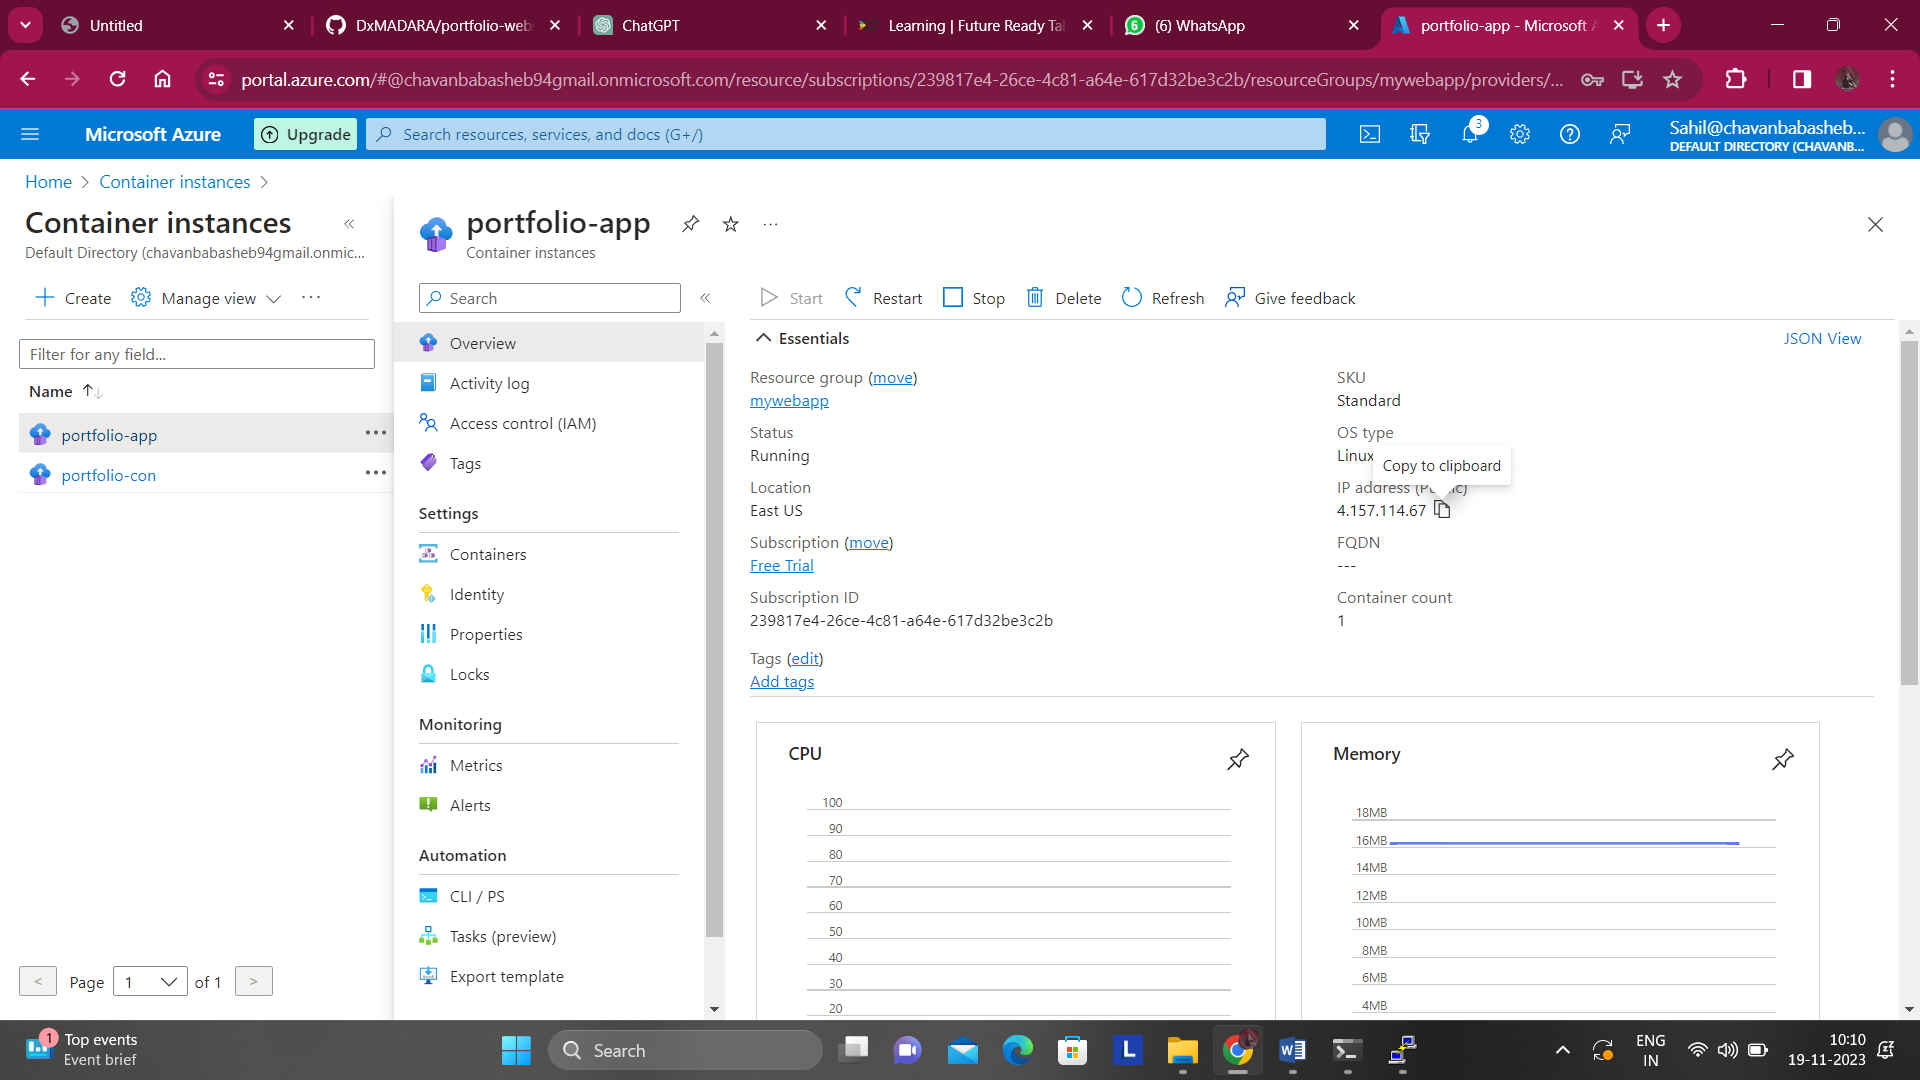 Untitled
DxMADARA/portfolio-web
ChatGPT
Learning | Future Ready Tal
(6) WhatsApp
portfolio-app - Microsoft A
portal.azure.com/#@chavanbabasheb94gmail.onmicrosoft.com/resource/subscriptions/239817e4-26ce-4c81-a64e-617d32be3c2b/resourceGroups/mywebapp/providers/...
Microsoft Azure
Upgrade
Search resources, services, and docs (G+/)
3
Sahil@chavanbabasheb...
DEFAULT DIRECTORY (CHAVANB...
Home > Container instances >
Container instances
Default Directory (chavanbabasheb94gmail.onmic...
Create
Manage view
Filter for any field...
Name
portfolio-app
portfolio-con
< Page 1 of 1 >
portfolio-app
Container instances
Search
Overview
Activity log
Access control (IAM)
Tags
Settings
Containers
Identity
Properties
Locks
Monitoring
Metrics
Alerts
Automation
CLI / PS
Tasks (preview)
Export template
Start
Restart
Stop
Delete
Refresh
Give feedback
Essentials
JSON View
Resource group (move)
mywebapp
Status
Running
Location
East US
Subscription (move)
Free Trial
Subscription ID
239817e4-26ce-4c81-a64e-617d32be3c2b
Tags (edit)
Add tags
SKU
Standard
OS type
Linux
Copy to clipboard
IP address
4.157.114.67
FQDN
---
Container count
1
CPU
100
90
80
70
60
50
40
30
20
Memory
18MB
16MB
14MB
12MB
10MB
8MB
6MB
4MB
1
Top events
Event brief
Search
L
ENG
IN
10:10
19-11-2023